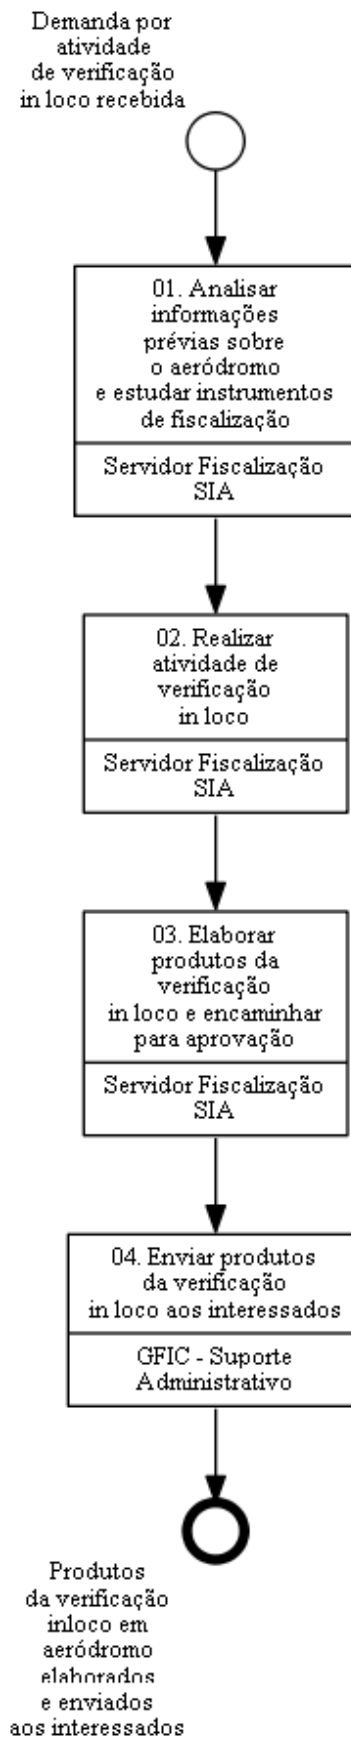 Demanda por
atividade
de verificação
in loco recebida
01. Analisar
informações
prévias sobre
o aeródromo
e estudar instrumentos
de fiscalização
Servidor Fiscalização
SIA
02. Realizar
atividade de
verificação
in loco
Servidor Fiscalização
SIA
03. Elaborar
produtos da
verificação
in loco e encaminhar
para aprovação
Servidor Fiscalização
SIA
04. Enviar produtos
da verificação
in loco aos interessados
GFIC - Suporte
Administrativo
Produtos
da verificação
inloco em
aeródromo
elaborados
e enviados
aos interessados